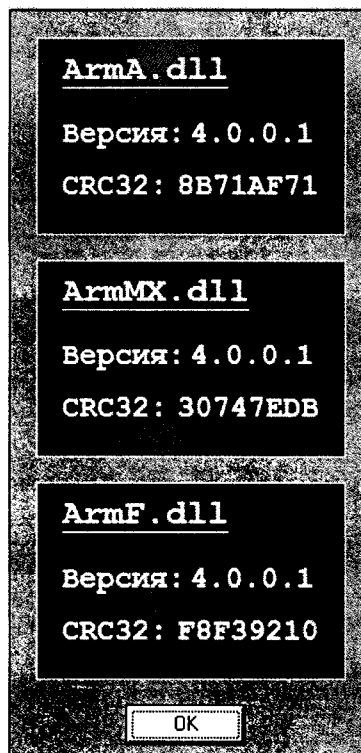 ArmA.dll
Версия: 4.0.0.1
CRC32: 8B71AF71
ArmMX.dll
Версия: 4.0.0.1
CRC32: 30747EDB
ArmF.dll
Версия: 4.0.0.1
CRC32: F8F39210
OK